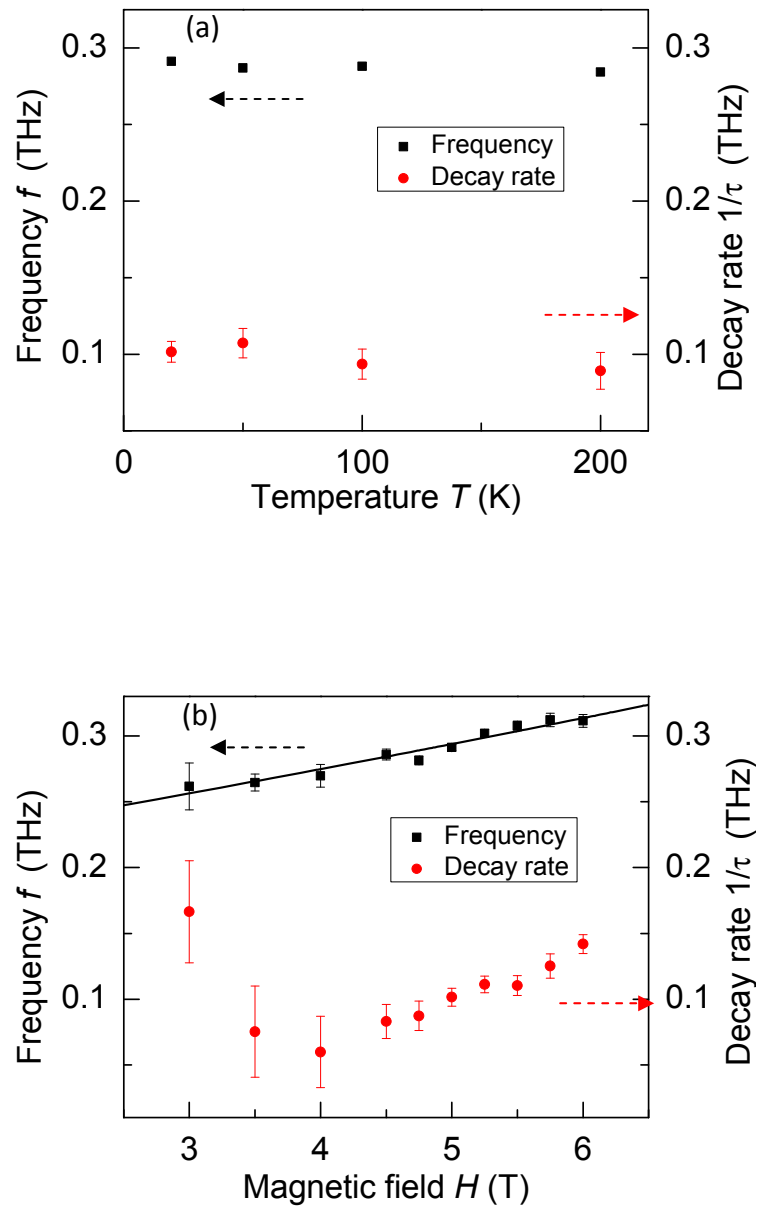 (a)
0.3
0.2
0.1
Frequency f (THz)
0.3
0.2
0.1
Decay rate 1/τ (THz)
Frequency
Decay rate
0
100
200
Temperature T (K)
(b)
0.3
0.2
0.1
Frequency f (THz)
0.3
0.2
0.1
Decay rate 1/τ (THz)
Frequency
Decay rate
3
4
5
6
Magnetic field H (T)